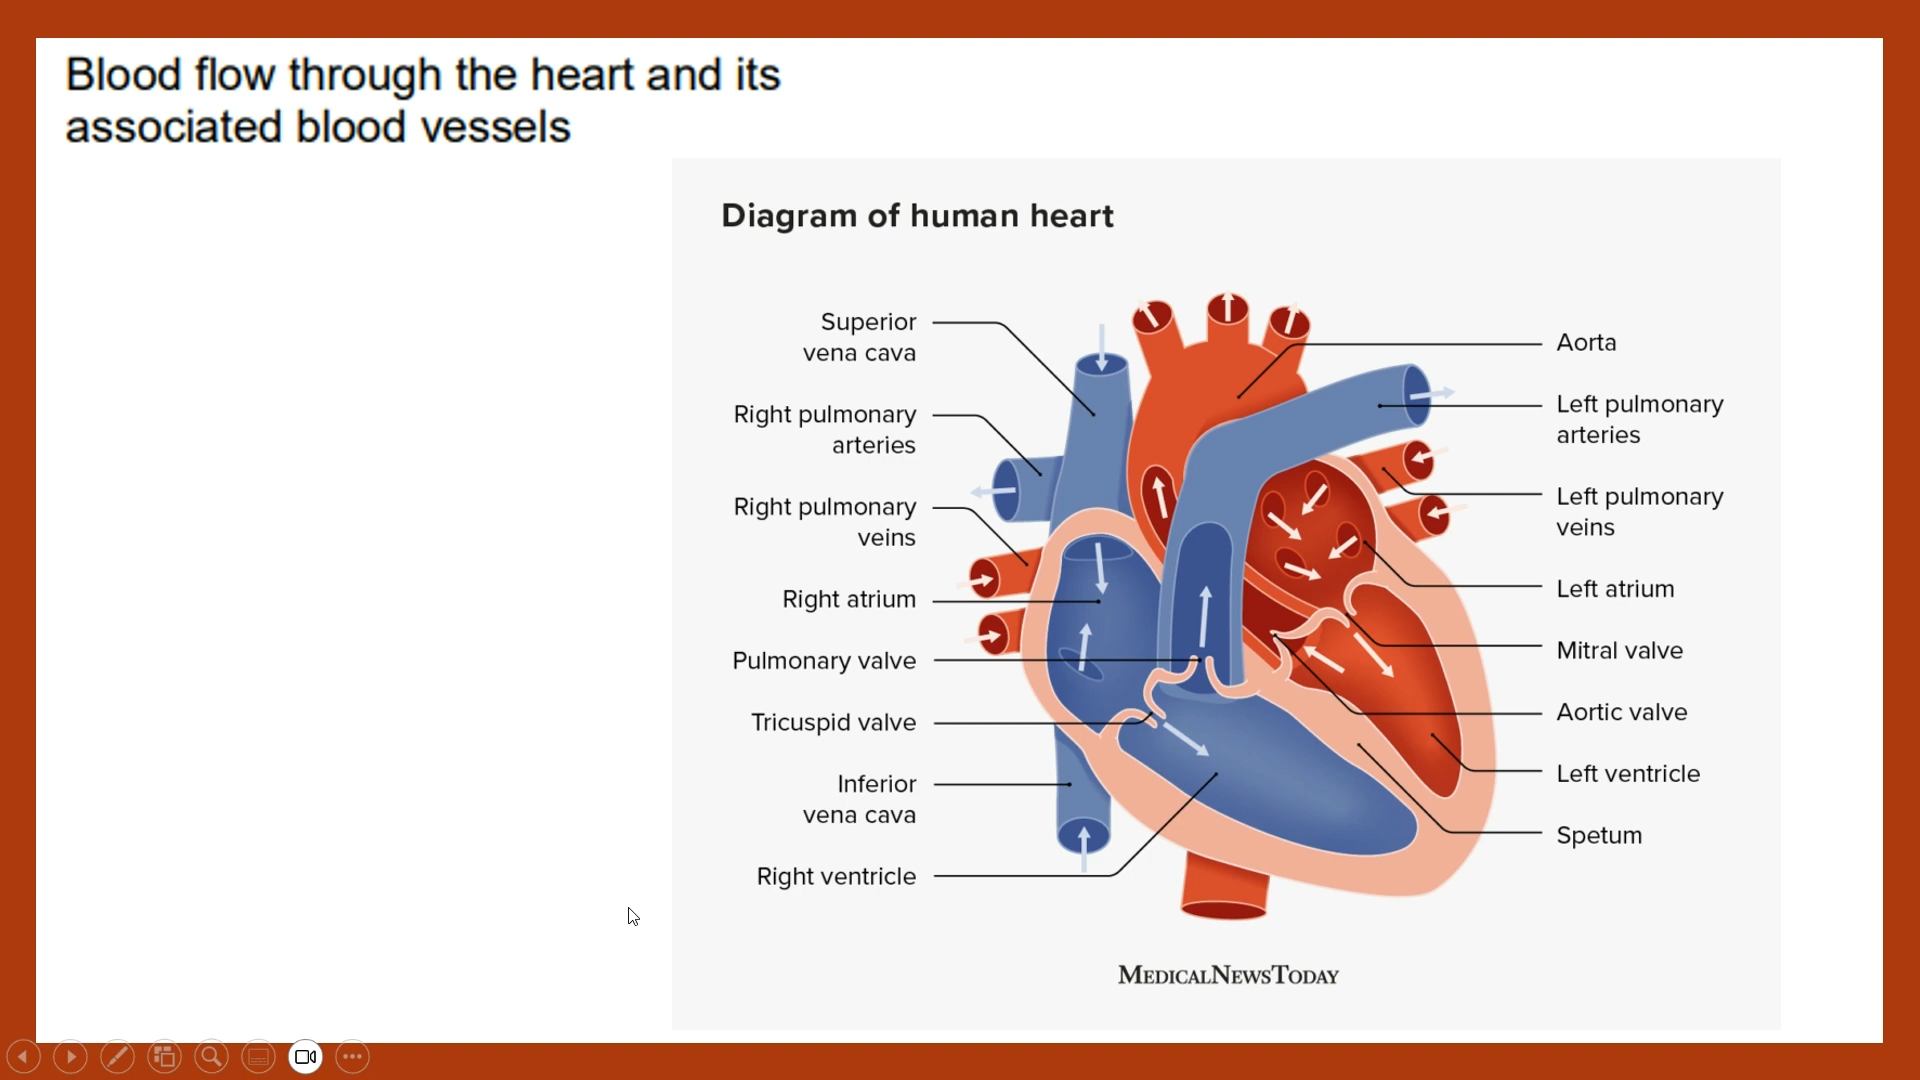 Blood flow through the heart and its
associated blood vessels
Diagram of human heart
Superior
vena cava
Right pulmonary
arteries
Right pulmonary
veins
Right atrium
Pulmonary valve
Tricuspid valve
Inferior
vena cava
Right ventricle
Aorta
Left pulmonary
arteries
Left pulmonary
veins
Left atrium
Mitral valve
Aortic valve
Left ventricle
Spetum
MEDICALNEWSTODAY